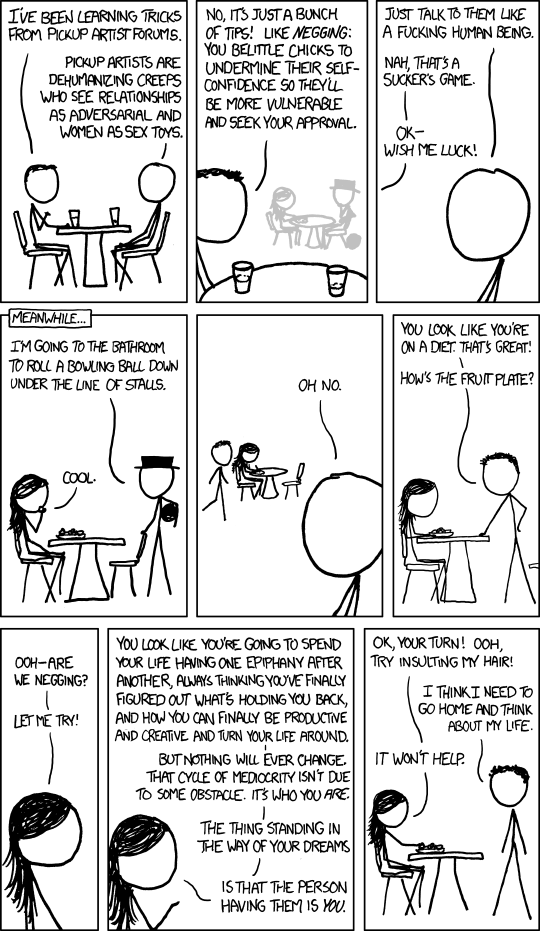 I'VE BEEN LEARNING TRICKS
FROM PICKUP ARTIST FORUMS.
PICKUP ARTISTS ARE
DEHUMANIZING CREEPS
WHO SEE RELATIONSHIPS
AS ADVERSARIAL AND
WOMEN AS SEX TOYS.
NO, IT'S JUST A BUNCH
OF TIPS! LIKE NEGGING:
YOU BELITTLE CHICKS TO
UNDERMINE THEIR SELF-
CONFIDENCE SO THEY'LL
BE MORE VULNERABLE
AND SEEK YOUR APPROVAL.
JUST TALK TO THEM LIKE
A FUCKING HUMAN BEING.
NAH, THAT'S A
SUCKER'S GAME.
OK—
WISH ME LUCK!
MEANWHILE...
I'M GOING TO THE BATHROOM
TO ROLL A BOWLING BALL DOWN
UNDER THE LINE OF STALLS.
COOL.
OH NO.
YOU LOOK LIKE YOU'RE
ON A DIET. THAT'S GREAT!
HOW'S THE FRUIT PLATE?
OOH—ARE
WE NEGGING?
LET ME TRY!
YOU LOOK LIKE YOU'RE GOING TO SPEND
YOUR LIFE HAVING ONE EPIPHANY AFTER
ANOTHER, ALWAYS THINKING YOU'VE FINALLY
FIGURED OUT WHAT'S HOLDING YOU BACK,
AND HOW YOU CAN FINALLY BE PRODUCTIVE
AND CREATIVE AND TURN YOUR LIFE AROUND.
BUT NOTHING WILL EVER CHANGE.
THAT CYCLE OF MEDIOCRITY ISN'T DUE
TO SOME OBSTACLE. IT'S WHO YOU ARE.
THE THING STANDING IN
THE WAY OF YOUR DREAMS
IS THAT THE PERSON
HAVING THEM IS YOU.
OK, YOUR TURN! OOH,
TRY INSULTING MY HAIR!
I THINK I NEED TO
GO HOME AND THINK
ABOUT MY LIFE.
IT WON'T HELP.